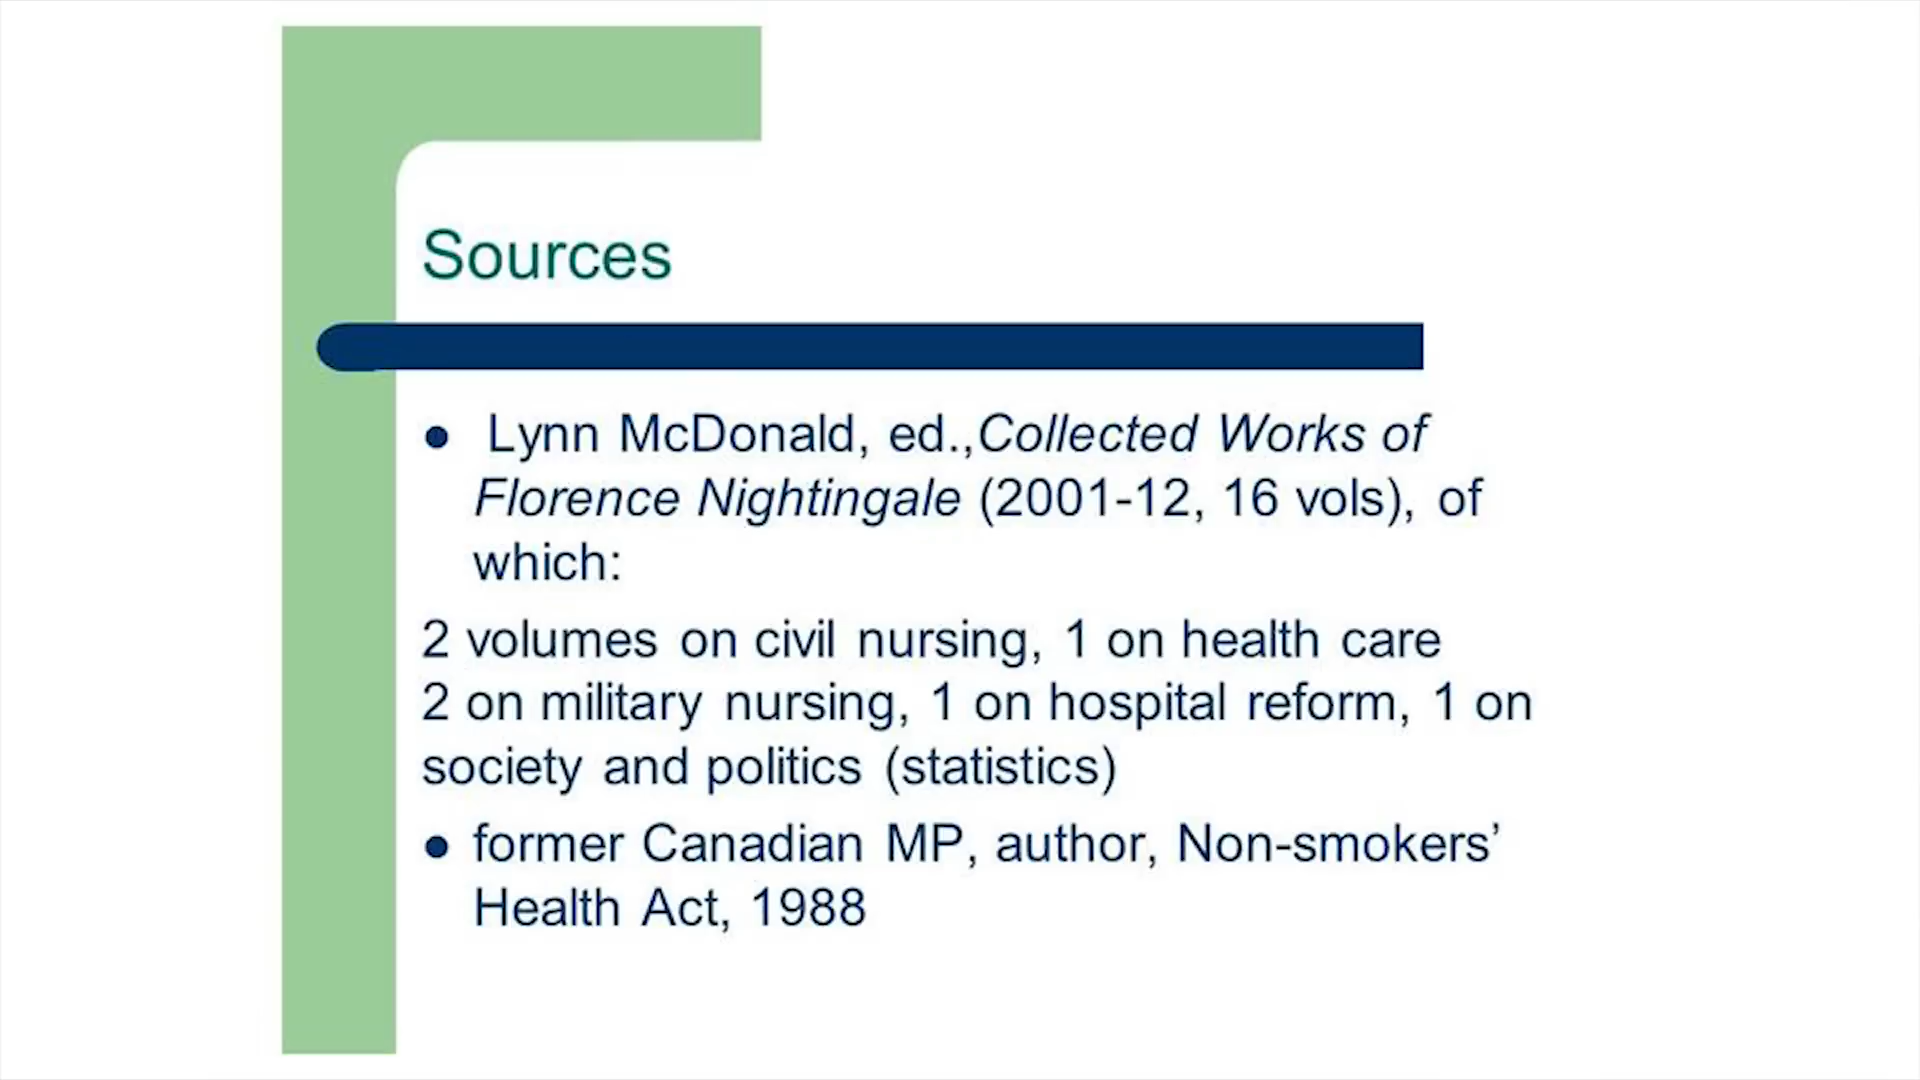 Sources
● Lynn McDonald, ed.,Collected Works of
Florence Nightingale (2001-12, 16 vols), of
which:
2 volumes on civil nursing, 1 on health care
2 on military nursing, 1 on hospital reform, 1 on
society and politics (statistics)
● former Canadian MP, author, Non-smokers’
Health Act, 1988